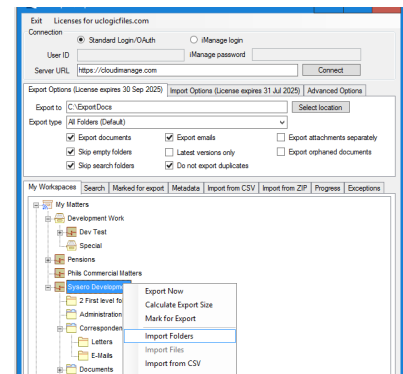 Exit Licenses for uclogicfiles.com
Connection
Standard Login/OAuth iManage login
User ID iManage password
Server URL https://cloudimanage.com Connect
Export Options (License expires 30 Sep 2025) Import Options (License expires 31 Jul 2025) Advanced Options
Export to C:\ExportDocs Select location
Export type All Folders (Default)
Export documents Export emails Export attachments separately
Skip empty folders Latest versions only Export orphaned documents
Skip search folders Do not export duplicates
My Workspaces Search Marked for export Metadata Import from CSV Import from ZIP Progress Exceptions
My Matters
Development Work
Dev Test
Special
Pensions
Phils Commercial Matters
Sysero Developme
Export Now
2 First level fo
Calculate Export Size
Administration
Mark for Export
Corresponden
Import Folders
Letters
Import Files
E-Mails
Import from CSV
Documents